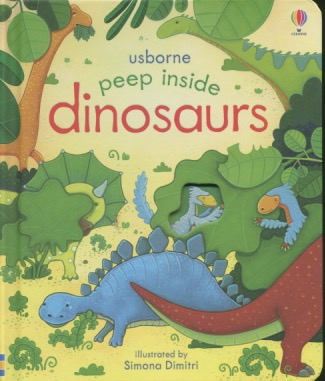 usborne
peep inside
dinosaurs
illustrated by
Simona Dimitri